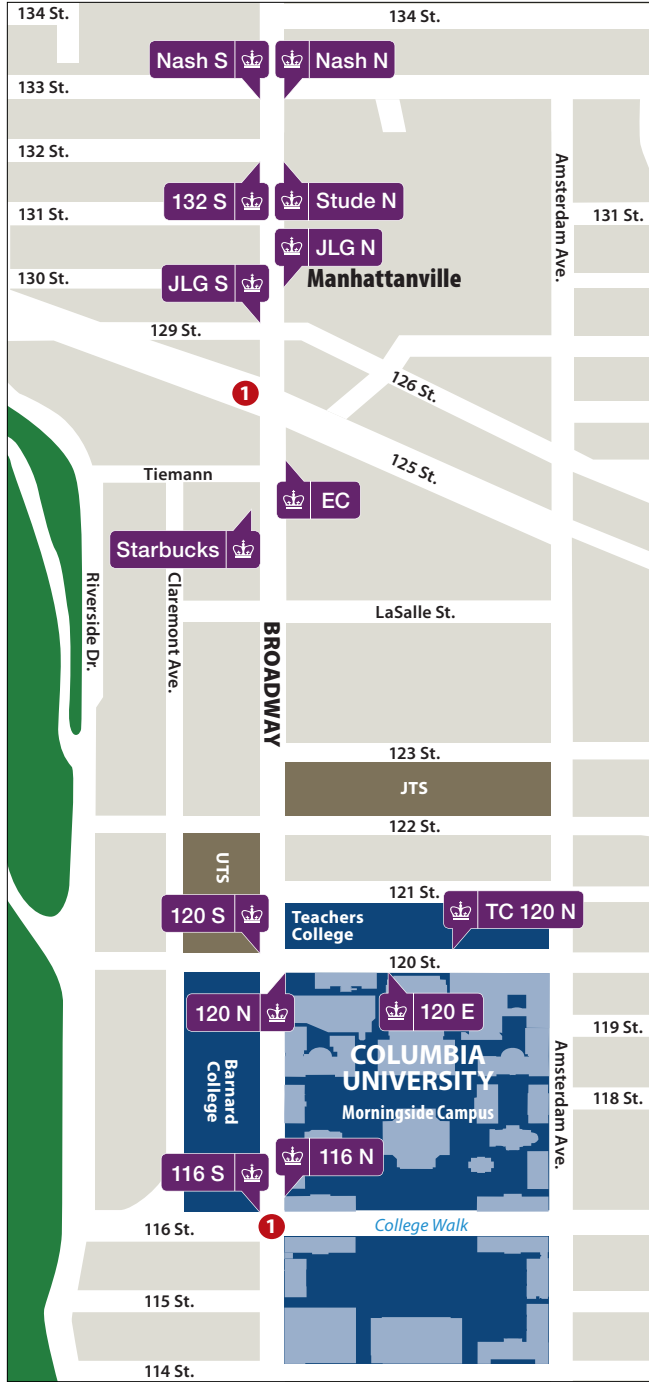 134 St.
134 St.
Nash S
Nash N
133 St.
132 St.
Amsterdam Ave.
132 S
Stude N
131 St.
131 St.
JLG N
130 St.
JLG S
Manhattanville
129 St.
1
126 St.
125 St.
Tiemann
EC
Starbucks
Riverside Dr.
Claremont Ave.
LaSalle St.
BROADWAY
123 St.
JTS
122 St.
UTS
121 St.
120 S
Teachers
College
TC 120 N
120 St.
120 N
120 E
119 St.
Barnard
College
COLUMBIA
UNIVERSITY
Morningside Campus
Amsterdam Ave.
118 St.
116 N
116 S
1
116 St.
College Walk
115 St.
114 St.